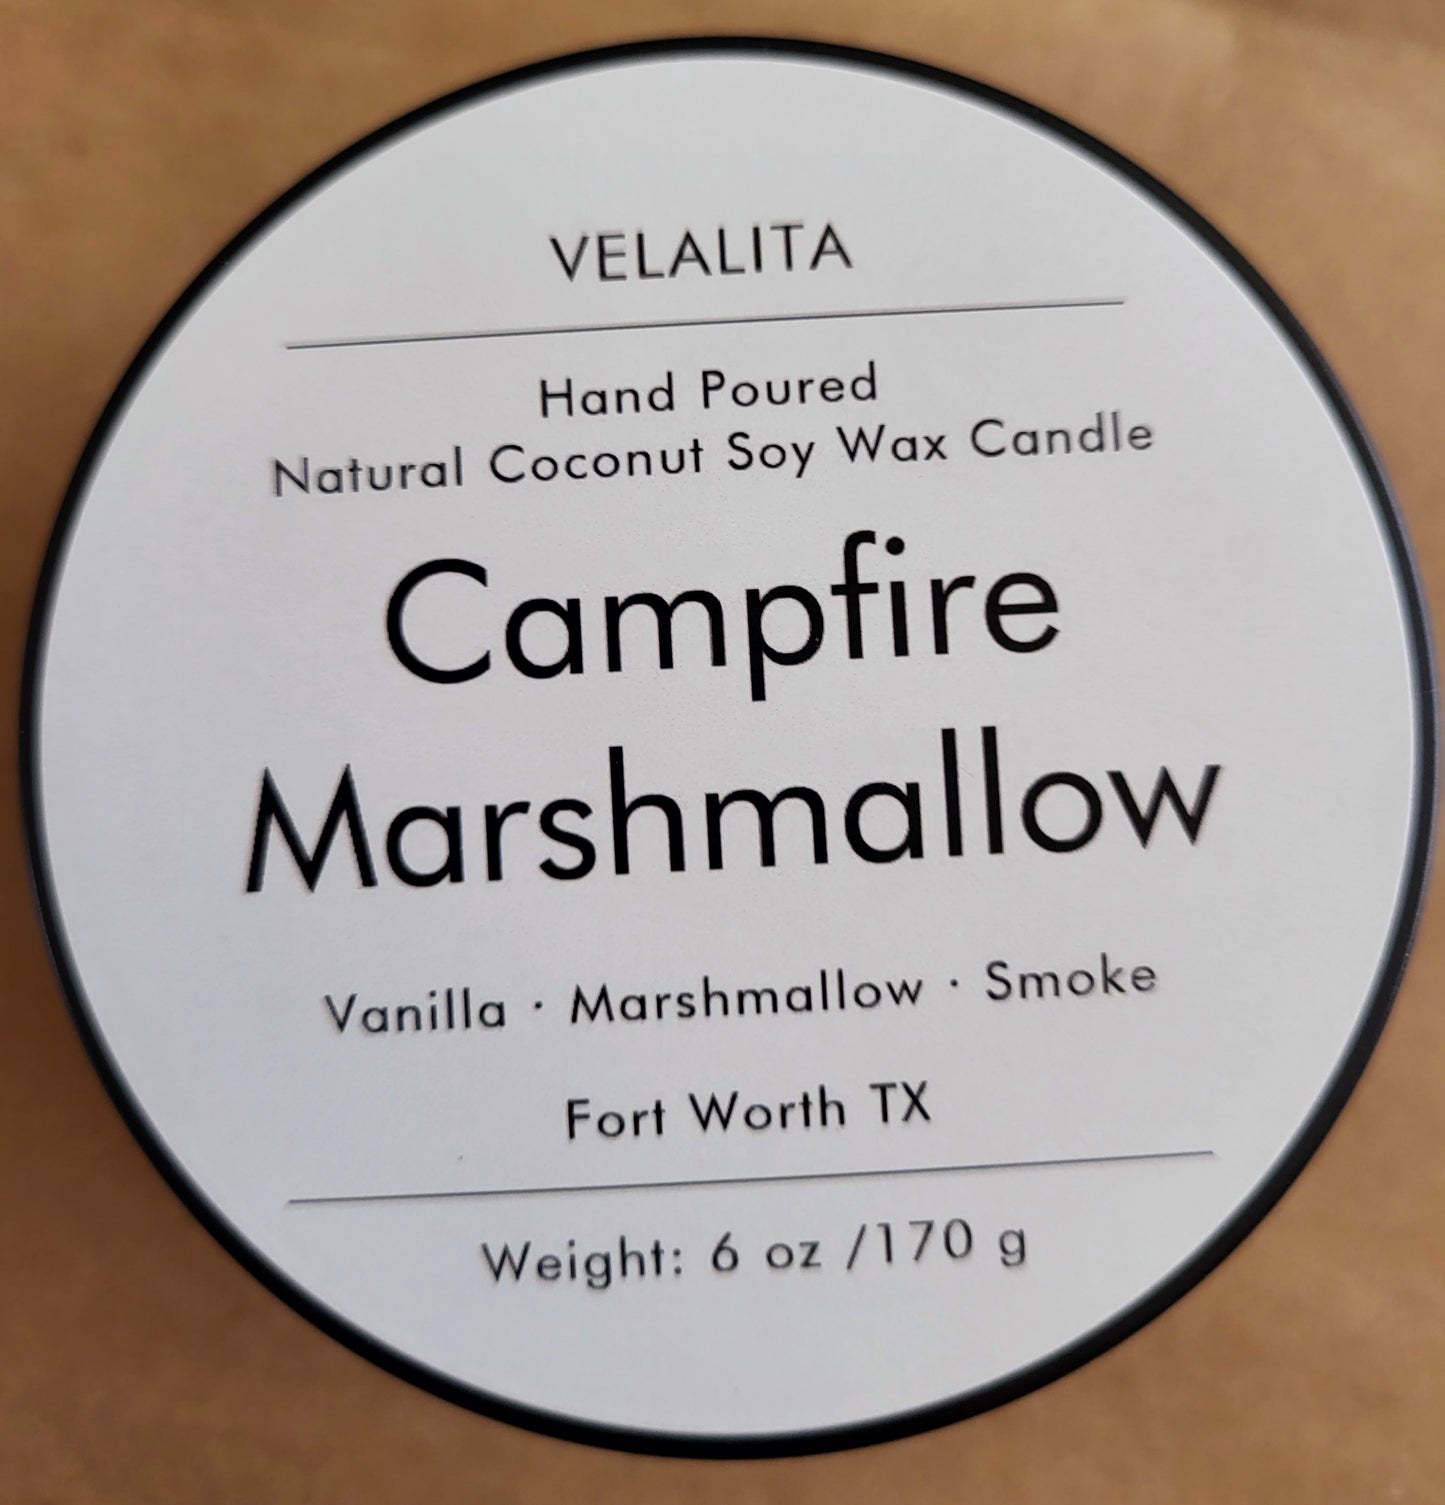 VELALITA
Hand Poured
Natural Coconut Soy Wax Candle
Campfire
Marshmallow
Vanilla · Marshmallow · Smoke
Fort Worth TX
Weight: 6 oz /170 g